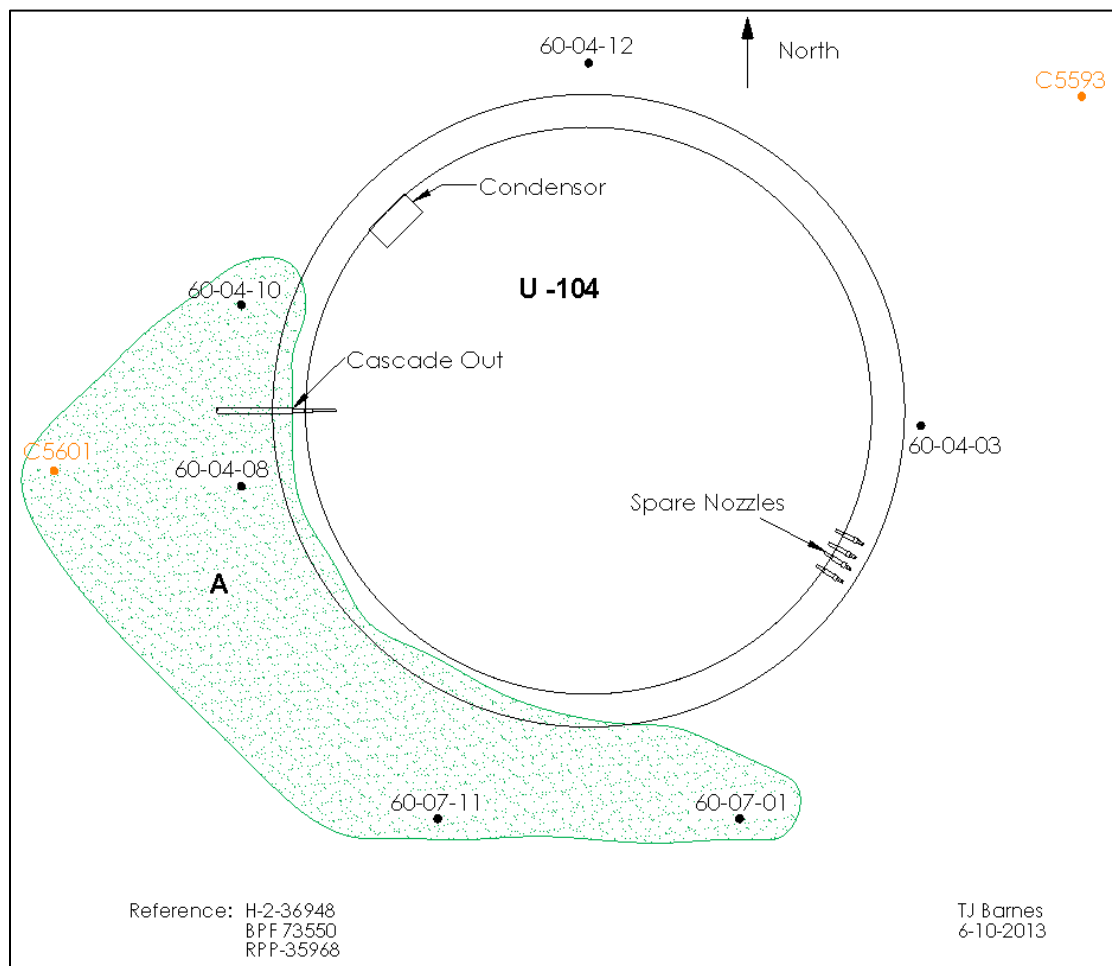 60-04-12
North
C5593
Condensor
U -104
60-04-10
Cascade Out
C5601
60-04-08
60-04-03
Spare Nozzles
A
60-07-11
60-07-01
Reference: H-2-36948
BPF 73550
RPP-35968
TJ Barnes
6-10-2013